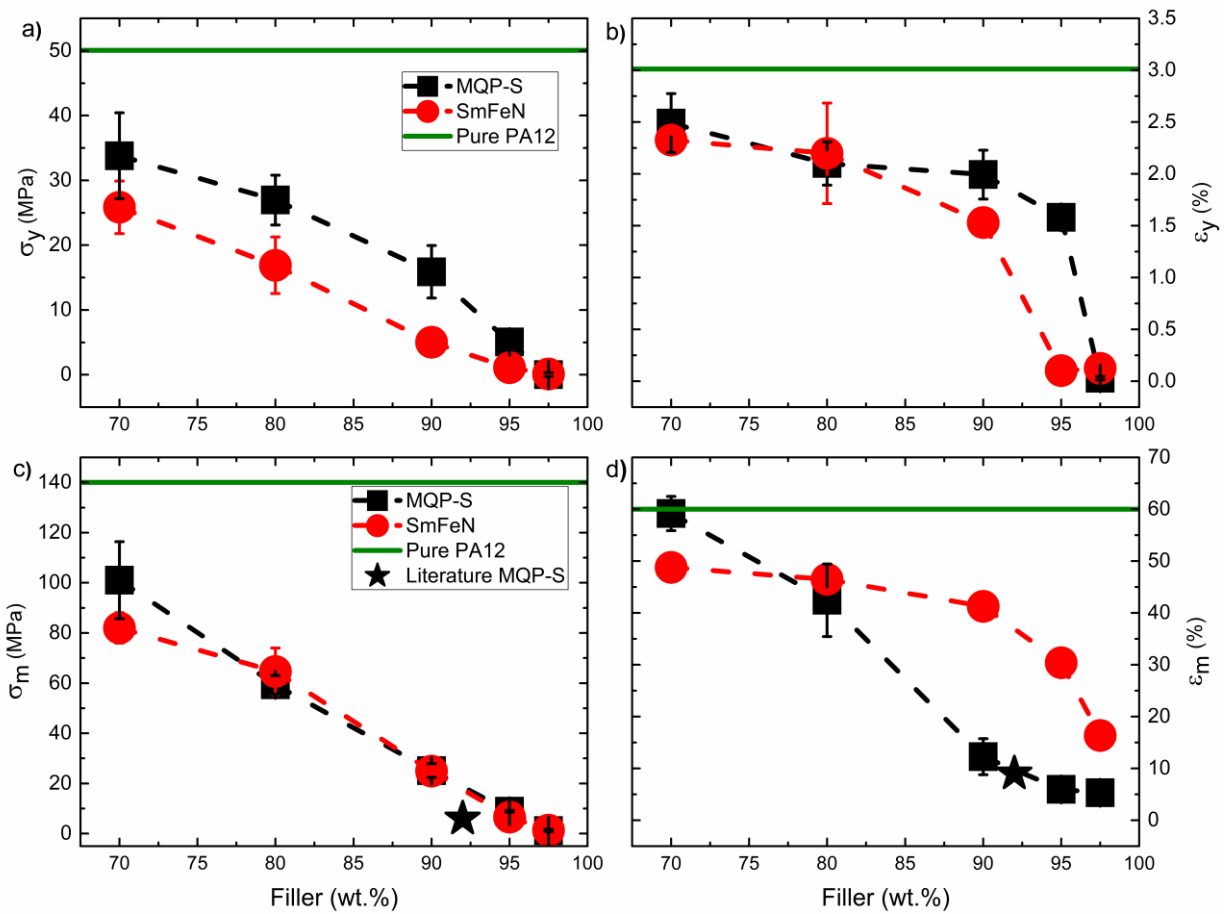 a)
50
40
30
20
10
0
σy (MPa)
70 75 80 85 90 95 100
MQP-S
SmFeN
Pure PA12
b)
3.5
3.0
2.5
2.0
1.5
1.0
0.5
0.0
εy (%)
70 75 80 85 90 95 100
c)
140
120
100
80
60
40
20
0
σm (MPa)
70 75 80 85 90 95 100
Filler (wt.%)
MQP-S
SmFeN
Pure PA12
Literature MQP-S
d)
70
60
50
40
30
20
10
0
εm (%)
70 75 80 85 90 95 100
Filler (wt.%)